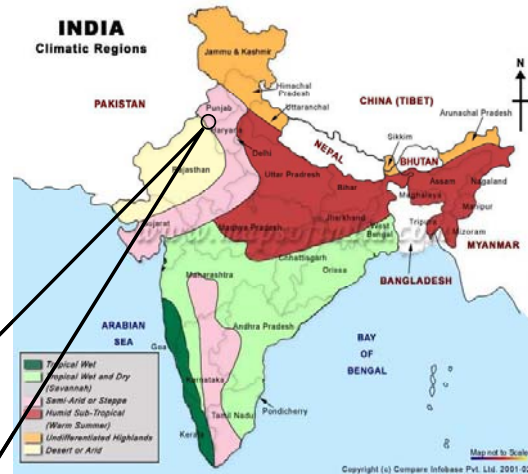 INDIA
Climatic Regions
N
Jammu & Kashmir
Himachal
Pradesh
PAKISTAN
Punjab
Uttaranchal
CHINA (TIBET)
Arunachal Pradesh
Haryana
Delhi
Sikkim
NEPAL
BHUTAN
Rajasthan
Uttar Pradesh
Assam
Nagaland
Bihar
Meghalaya
Manipur
Gujarat
Madhya Pradesh
Jharkhand
West
Bengal
Tripura
Mizoram
MYANMAR
Chhattisgarh
Orissa
BANGLADESH
Maharashtra
ARABIAN
SEA
Goa
Andhra Pradesh
BAY
OF
BENGAL
Karnataka
Pondicherry
Tamil Nadu
Kerala
Tropical Wet
Tropical Wet and Dry
(Savannah)
Semi-Arid or Steppe
Humid Sub-Tropical
(Warm Summer)
Undifferentiated Highlands
Desert or Arid
Map not to Scale
Copyright (c) Compare Infobase Pvt. Ltd. 2001-02